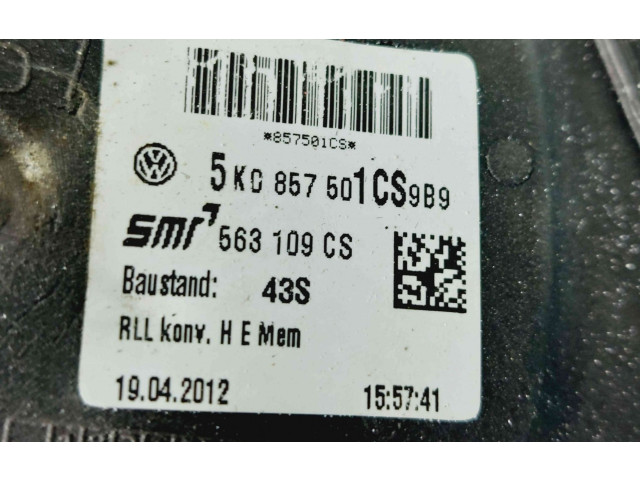 *857501CS*
5K0 857 501CS9B9
smr 563 109 CS
Baustand: 43S
RLL konv. H E Mem
19.04.2012 15:57:41